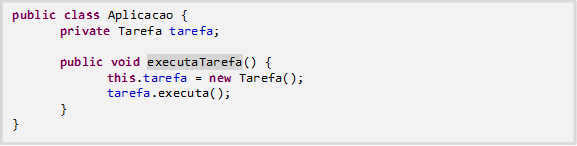 public class Aplicacao {
private Tarefa tarefa;
public void executaTarefa() {
this.tarefa = new Tarefa();
tarefa.executa();
}
}